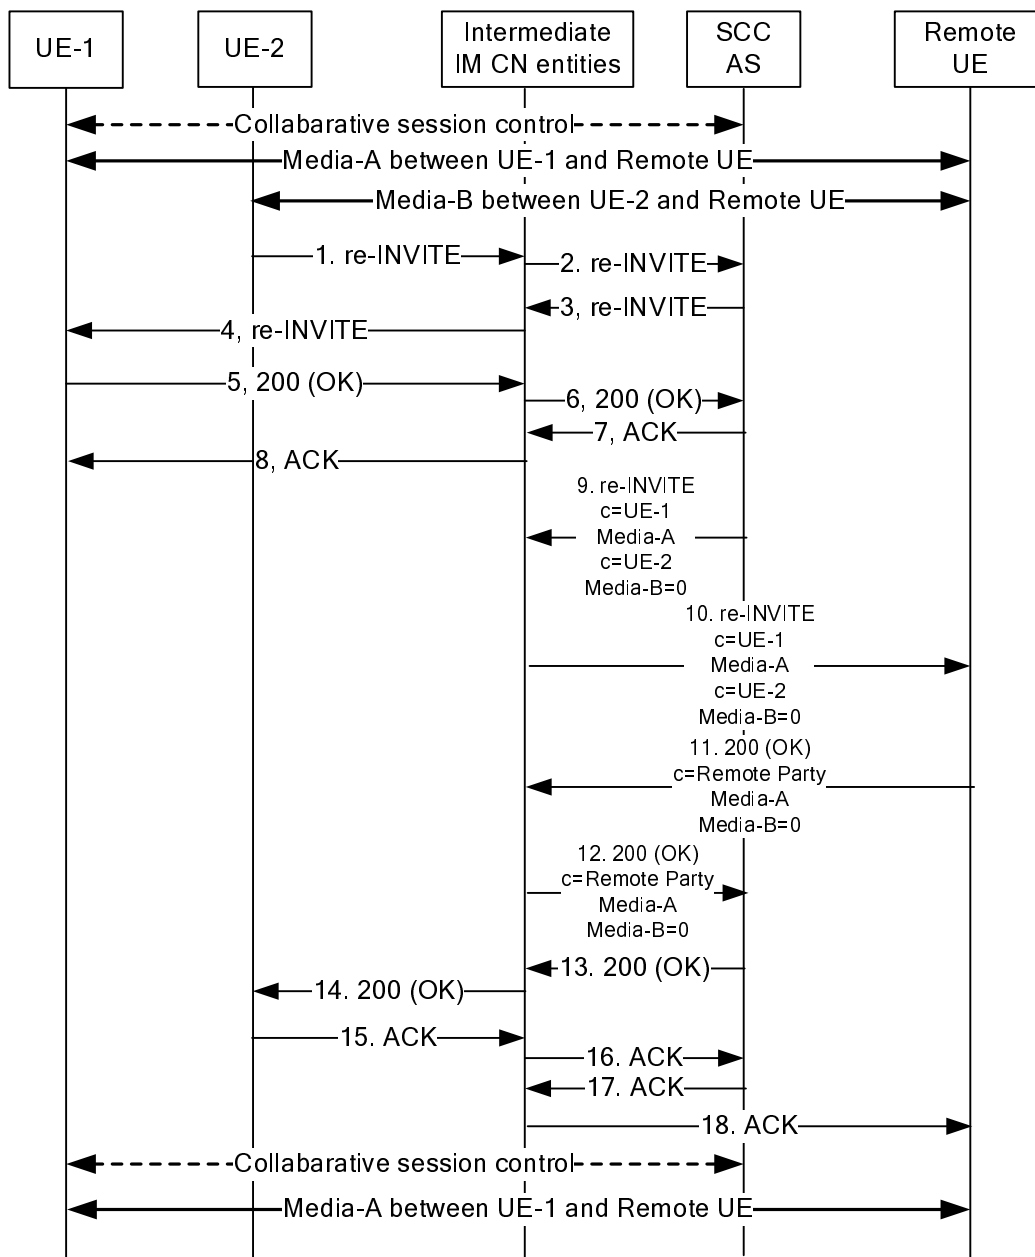 UE-1
UE-2
Intermediate
IM CN entities
SCC
AS
Remote
UE
Collabarative session control
Media-A between UE-1 and Remote UE
Media-B between UE-2 and Remote UE
1. re-INVITE
2. re-INVITE
3, re-INVITE
4, re-INVITE
5, 200 (OK)
6, 200 (OK)
7, ACK
8, ACK
9. re-INVITE
c=UE-1
Media-A
c=UE-2
Media-B=0
10. re-INVITE
c=UE-1
Media-A
c=UE-2
Media-B=0
11. 200 (OK)
c=Remote Party
Media-A
Media-B=0
12. 200 (OK)
c=Remote Party
Media-A
Media-B=0
13. 200 (OK)
14. 200 (OK)
15. ACK
16. ACK
17. ACK
18. ACK
Collabarative session control
Media-A between UE-1 and Remote UE